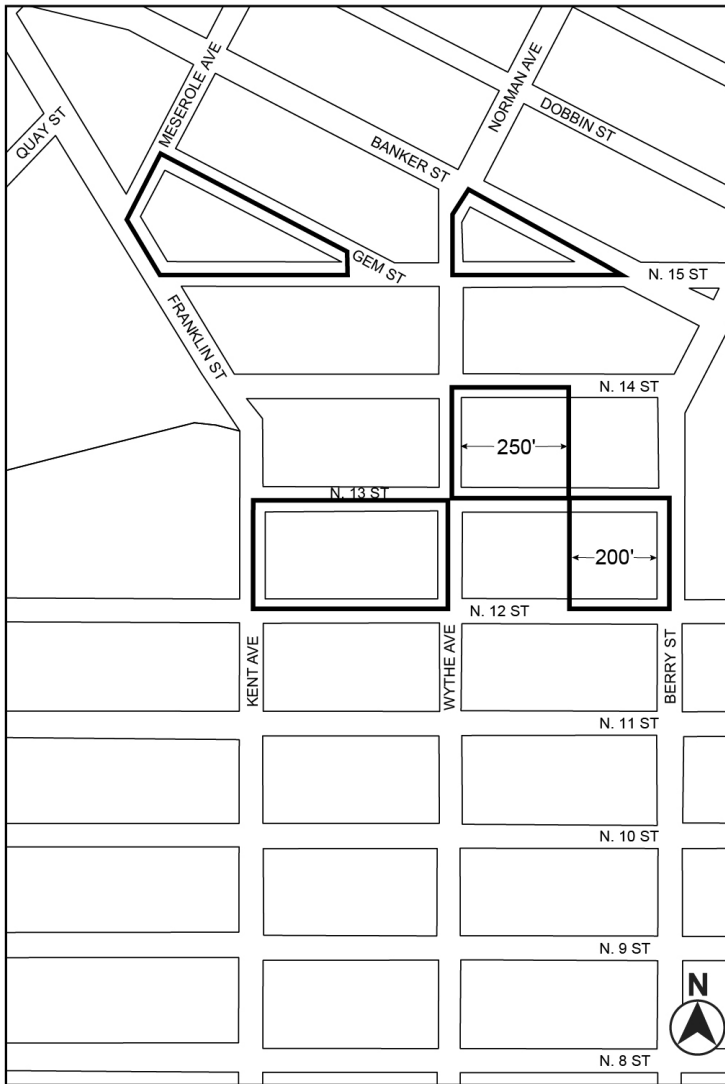 MESEROLE AVE
NORMAN AVE
QUAY ST
DOBBIN ST
BANKER ST
GEM ST
N. 15 ST
FRANKLIN ST
N. 14 ST
250'
N. 13 ST
200'
N. 12 ST
KENT AVE
WYTHE AVE
BERRY ST
N. 11 ST
N. 10 ST
N. 9 ST
N
N. 8 ST